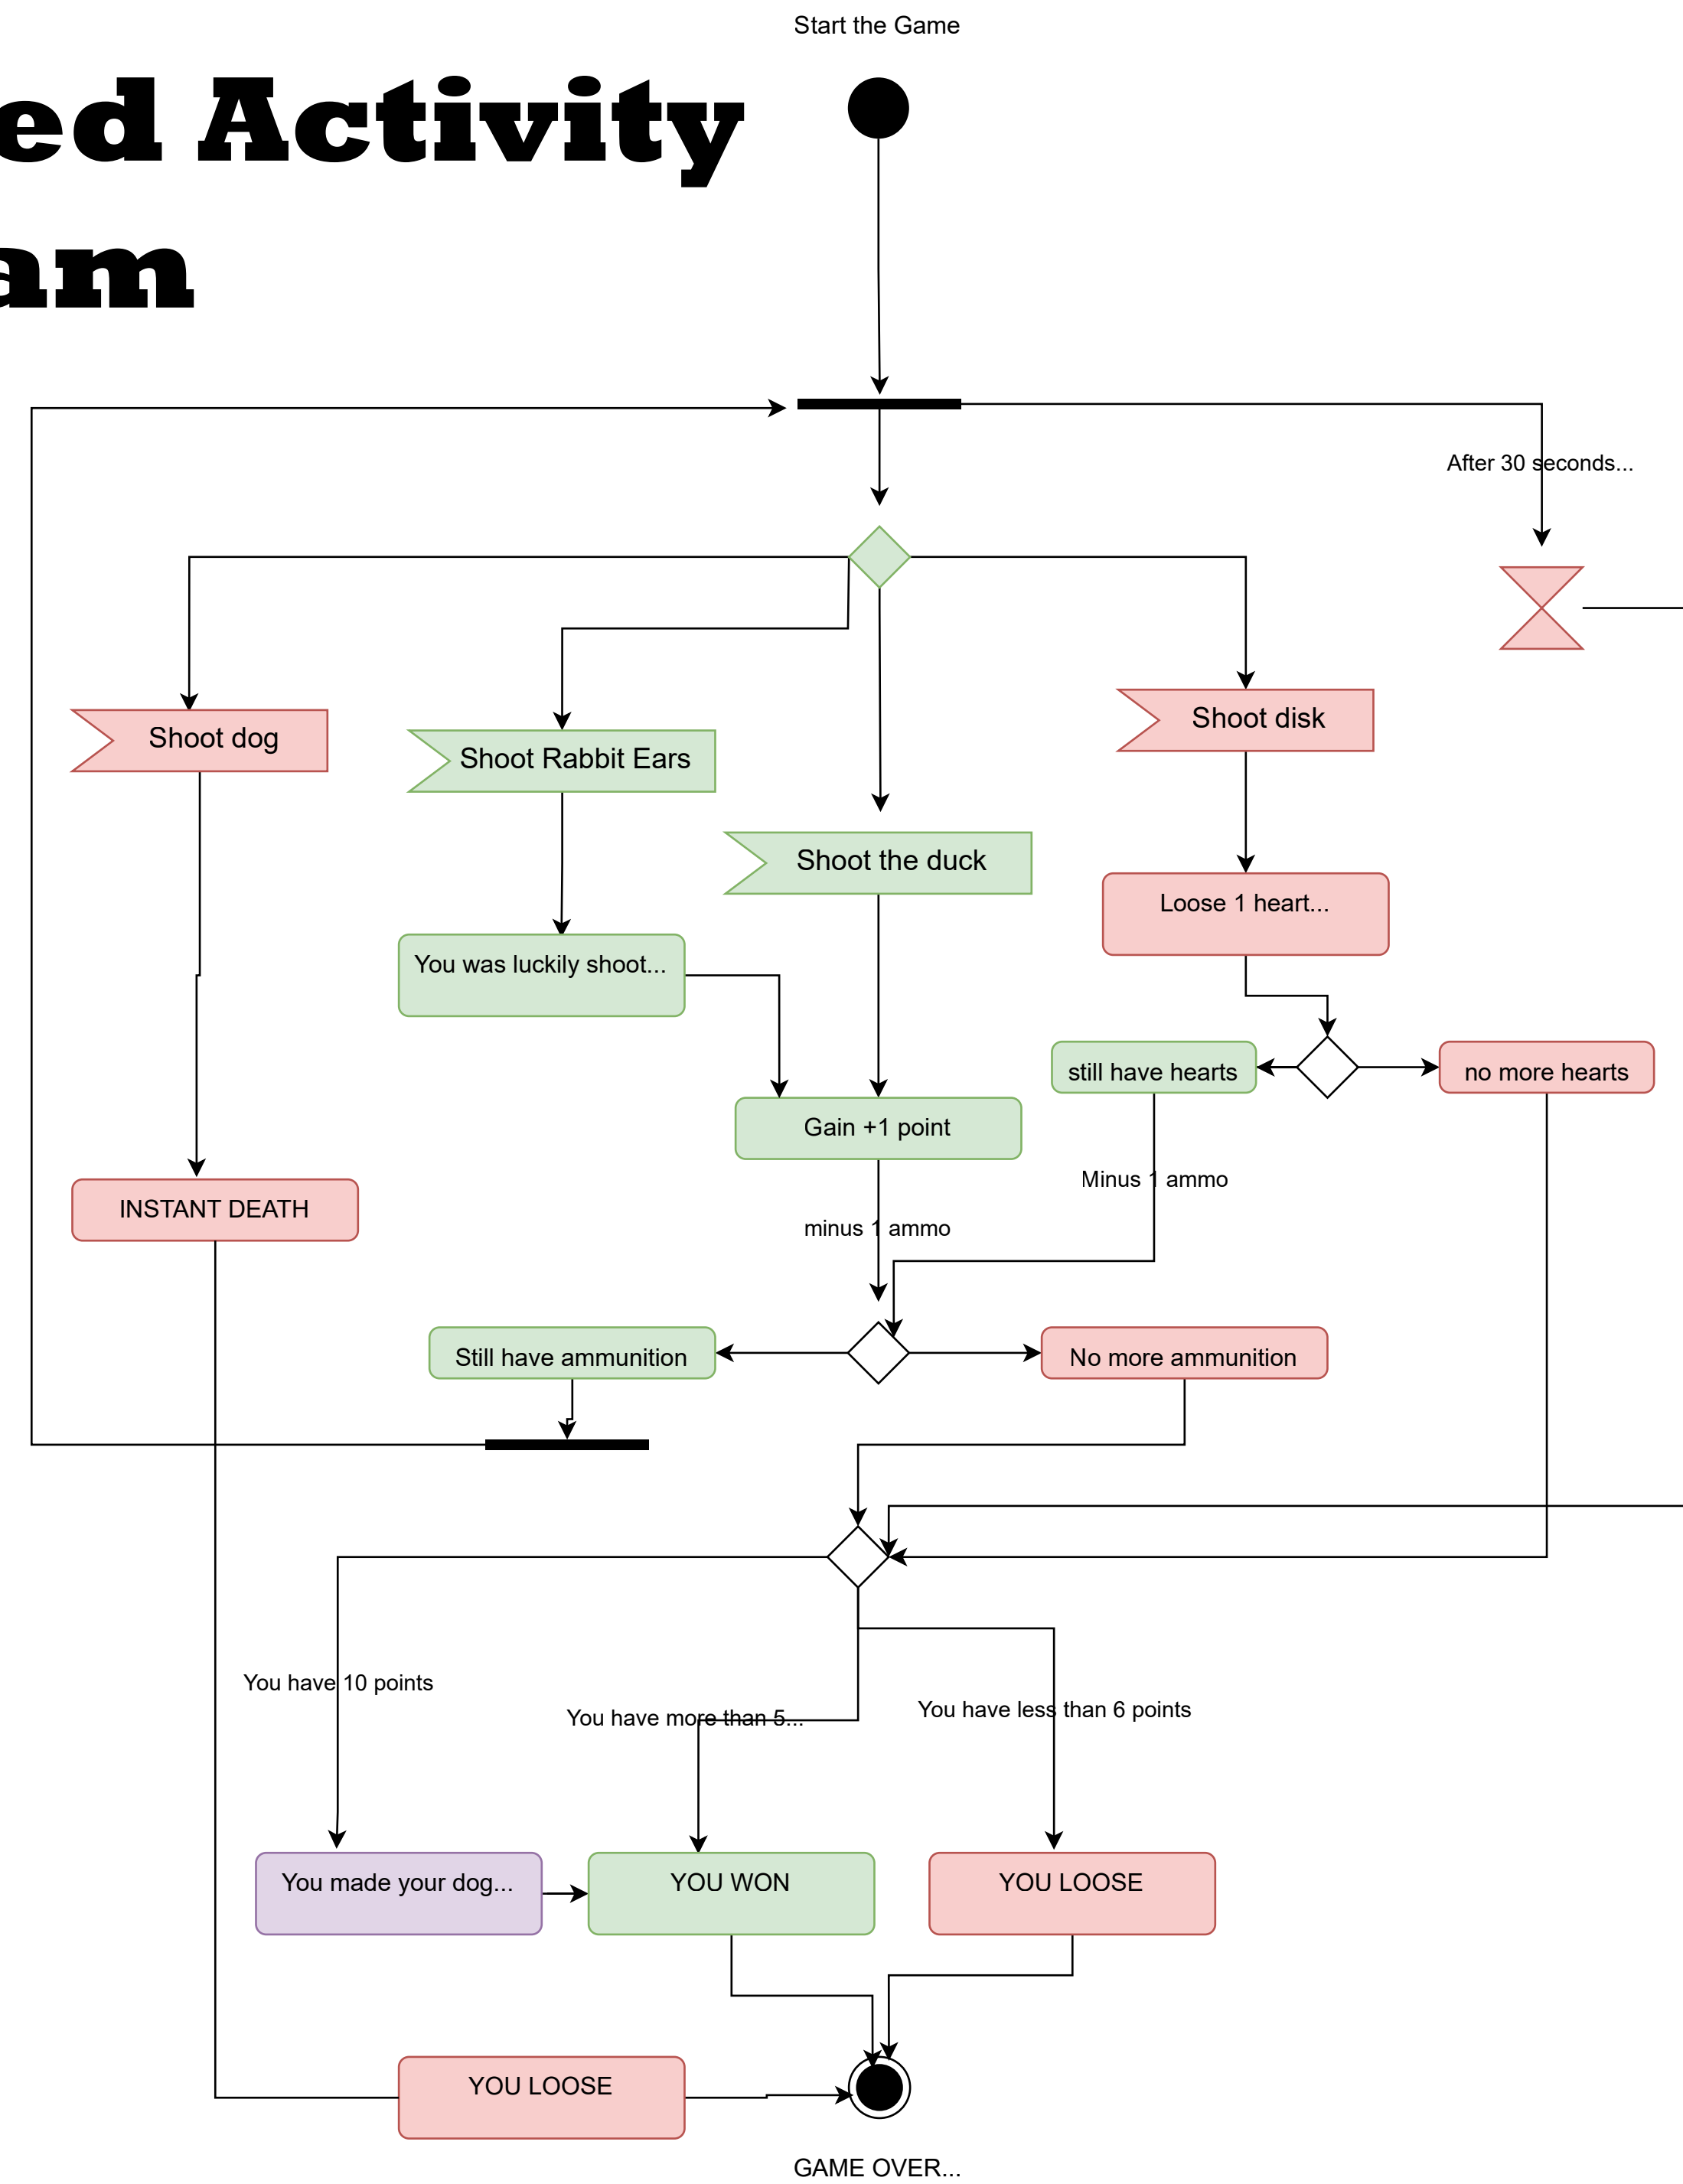 Start the Game
ed Activity
am
After 30 seconds...
Shoot dog
Shoot Rabbit Ears
Shoot the duck
Shoot disk
Loose 1 heart...
You was luckily shoot...
still have hearts
no more hearts
Gain +1 point
Minus 1 ammo
INSTANT DEATH
minus 1 ammo
Still have ammunition
No more ammunition
You have 10 points
You have more than 5...
You have less than 6 points
You made your dog...
YOU WON
YOU LOOSE
YOU LOOSE
GAME OVER...